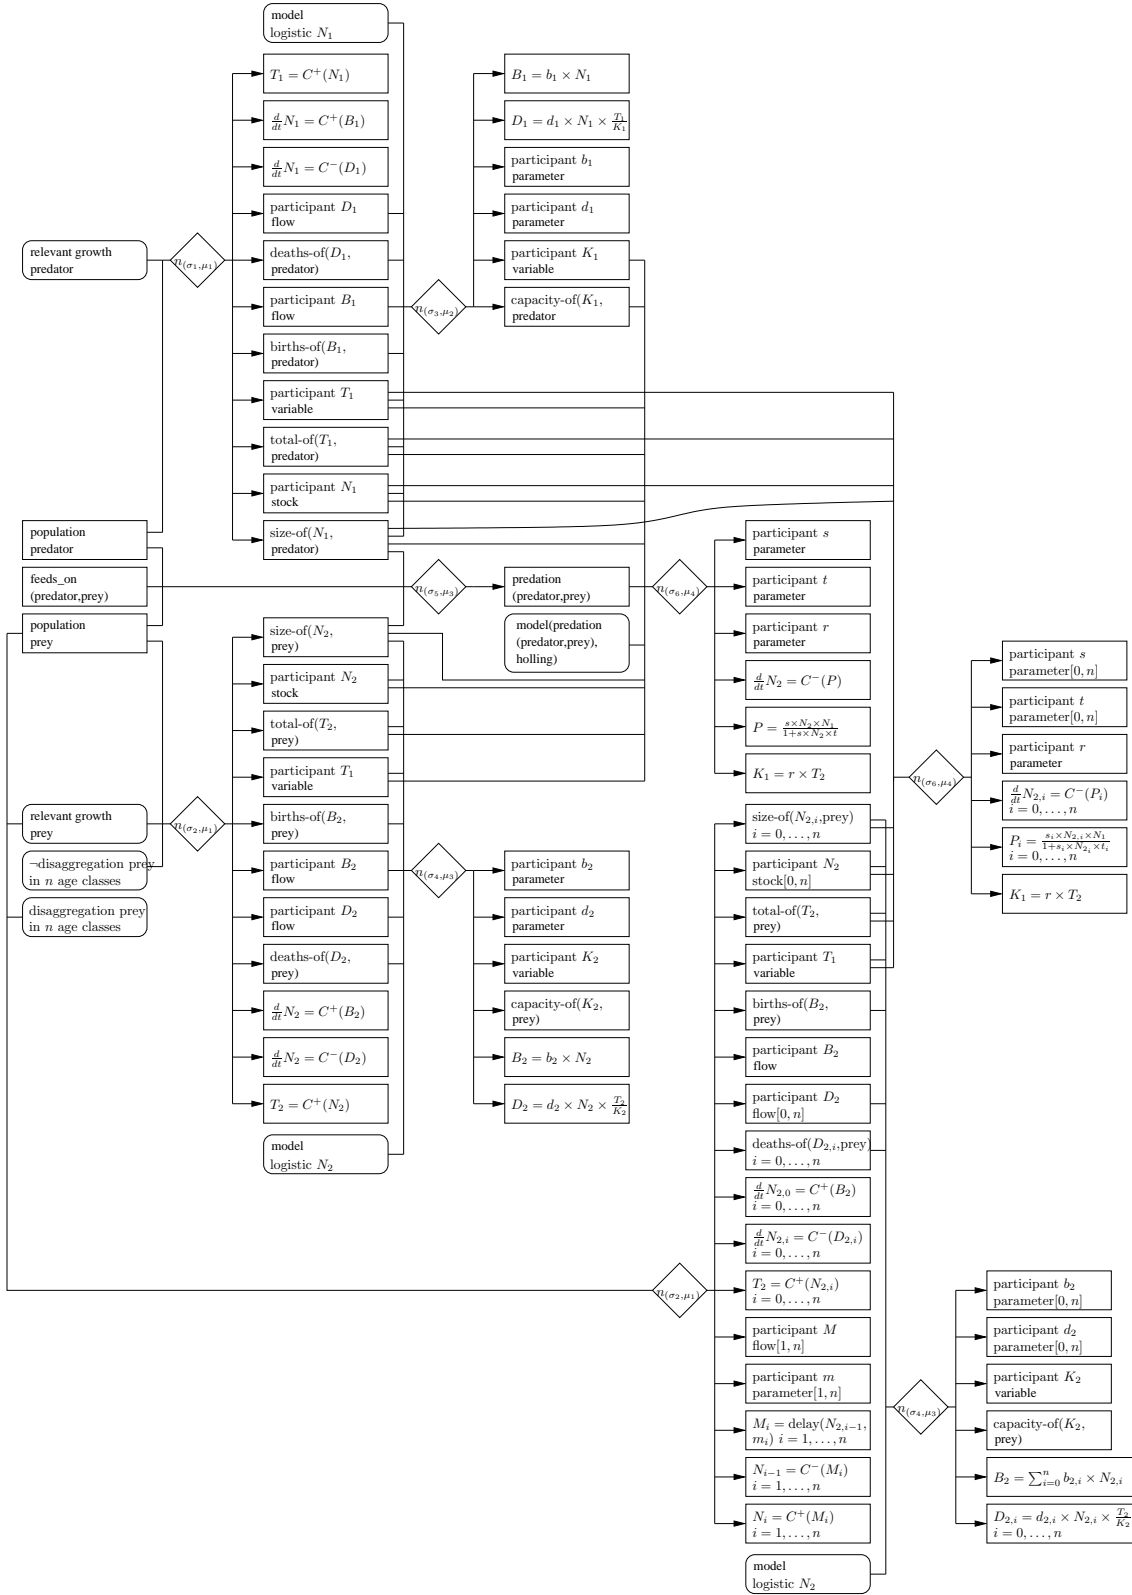 model
logistic N₁
T₁ = C⁺(N₁)
d/dt N₁ = C⁺(B₁)
d/dt N₁ = C⁻(D₁)
participant D₁
flow
deaths-of(D₁,
predator)
participant B₁
flow
births-of(B₁,
predator)
participant T₁
variable
total-of(T₁,
predator)
participant N₁
stock
size-of(N₁,
predator)
relevant growth
predator
n(σ₁,μ₁)
population
predator
feeds_on
(predator,prey)
population
prey
relevant growth
prey
¬disaggregation prey
in n age classes
disaggregation prey
in n age classes
n(σ₂,μ₁)
size-of(N₂,
prey)
participant N₂
stock
total-of(T₂,
prey)
participant T₁
variable
births-of(B₂,
prey)
participant B₂
flow
participant D₂
flow
deaths-of(D₂,
prey)
d/dt N₂ = C⁺(B₂)
d/dt N₂ = C⁻(D₂)
T₂ = C⁺(N₂)
model
logistic N₂
n(σ₃,μ₂)
B₁ = b₁ × N₁
D₁ = d₁ × N₁ × T₁/K₁
participant b₁
parameter
participant d₁
parameter
participant K₁
variable
capacity-of(K₁,
predator
n(σ₅,μ₃)
predation
(predator,prey)
model(predation
(predator,prey),
holling)
n(σ₄,μ₃)
participant b₂
parameter
participant d₂
parameter
participant K₂
variable
capacity-of(K₂,
prey)
B₂ = b₂ × N₂
D₂ = d₂ × N₂ × T₂/K₂
n(σ₆,μ₄)
participant s
parameter
participant t
parameter
participant r
parameter
d/dt N₂ = C⁻(P)
P = s×N₂×N₁/1+s×N₂×t
K₁ = r × T₂
n(σ₂,μ₁)
size-of(N₂,ᵢ,prey)
i = 0, . . . , n
participant N₂
stock[0, n]
total-of(T₂,
prey)
participant T₁
variable
births-of(B₂,
prey)
participant B₂
flow
participant D₂
flow[0, n]
deaths-of(D₂,ᵢ,prey)
i = 0, . . . , n
d/dt N₂,₀ = C⁺(B₂)
i = 0, . . . , n
d/dt N₂,ᵢ = C⁻(D₂,ᵢ)
i = 0, . . . , n
T₂ = C⁺(N₂,ᵢ)
i = 0, . . . , n
participant M
flow[1, n]
participant m
parameter[1, n]
Mᵢ = delay(N₂,ᵢ₋₁,
mᵢ) i = 1, . . . , n
Nᵢ₋₁ = C⁻(Mᵢ)
i = 1, . . . , n
Nᵢ = C⁺(Mᵢ)
i = 1, . . . , n
model
logistic N₂
n(σ₆,μ₄)
participant s
parameter[0, n]
participant t
parameter[0, n]
participant r
parameter
d/dt N₂,ᵢ = C⁻(Pᵢ)
i = 0, . . . , n
Pᵢ = sᵢ×N₂,ᵢ×N₁/1+sᵢ×N₂ᵢ×tᵢ
i = 0, . . . , n
K₁ = r × T₂
n(σ₄,μ₃)
participant b₂
parameter[0, n]
participant d₂
parameter[0, n]
participant K₂
variable
capacity-of(K₂,
prey)
B₂ = ∑ⁿᵢ₌₀ b₂,ᵢ × N₂,ᵢ
D₂,ᵢ = d₂,ᵢ × N₂,ᵢ × T₂/K₂
i = 0, . . . , n